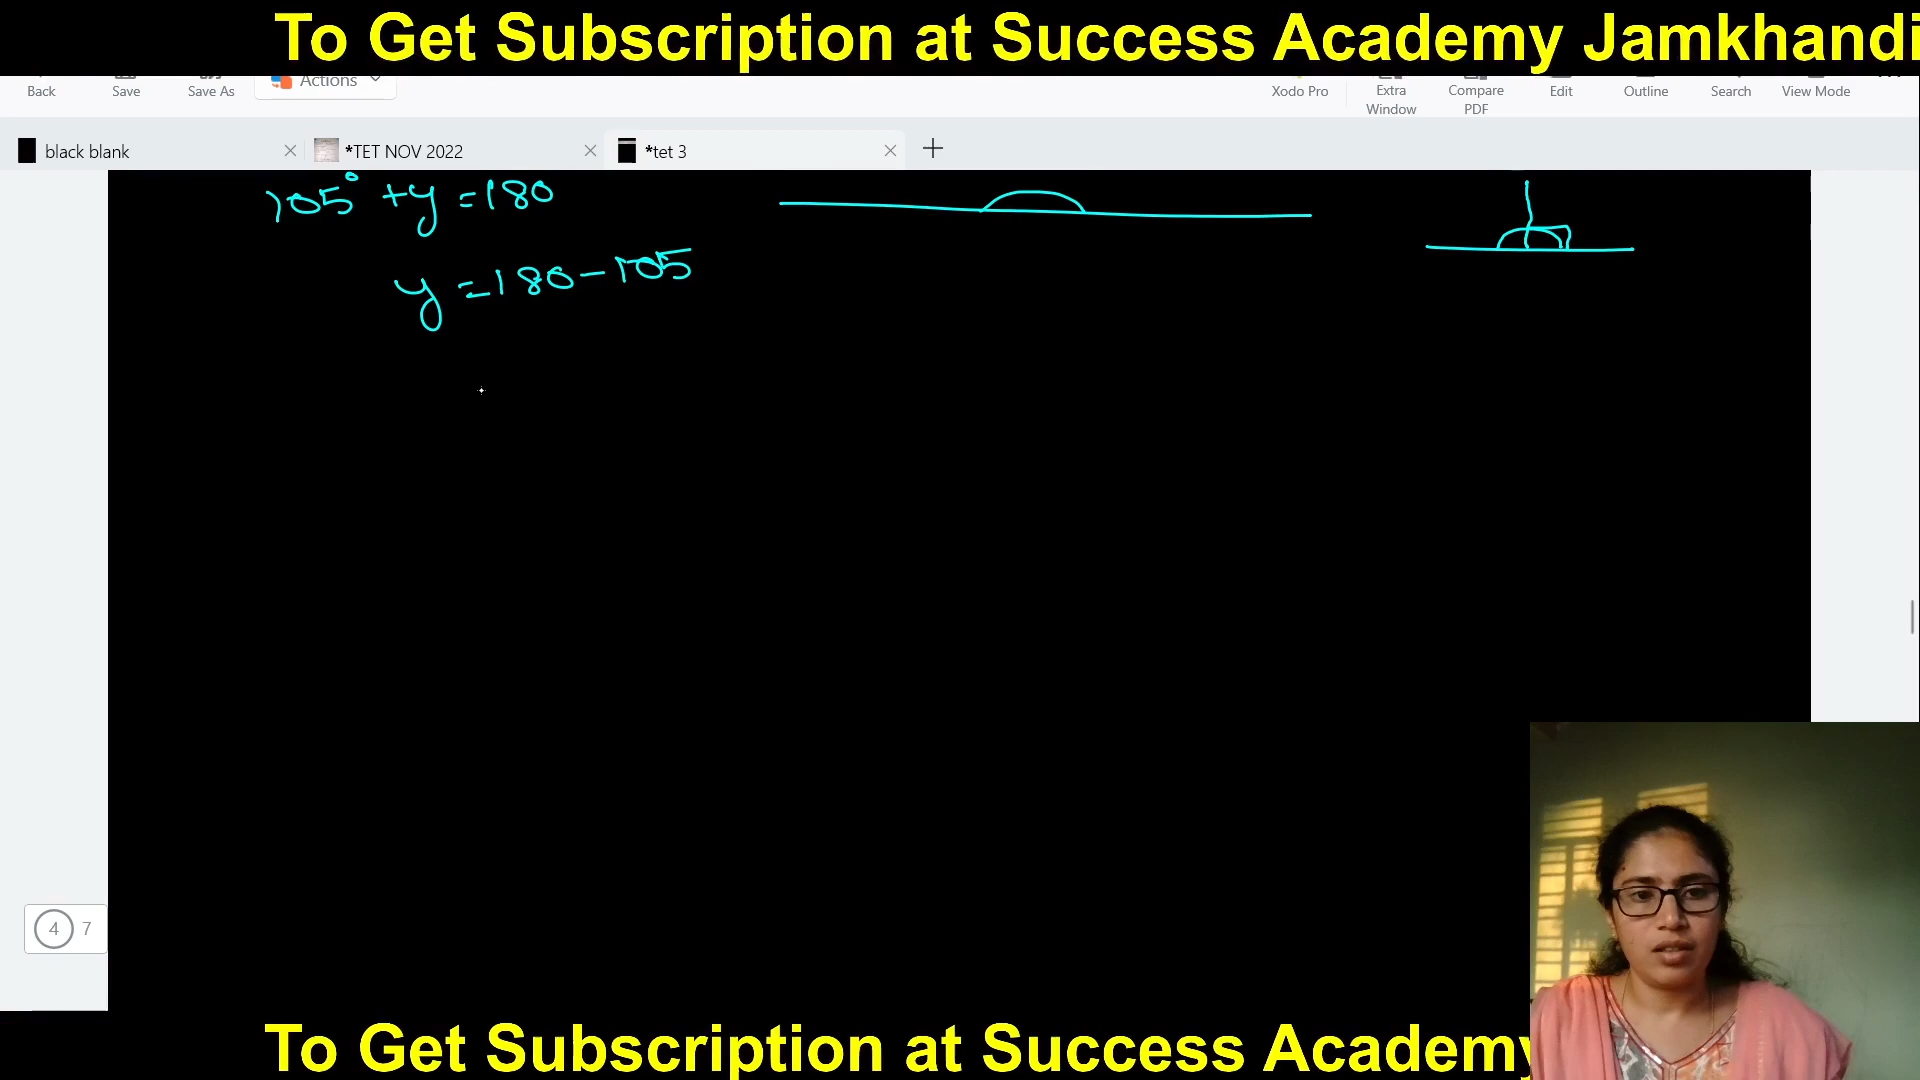 To Get Subscription at Success Academy Jamkhandi
Back Save Save As Actions Xodo Pro Extra Window Compare PDF Edit Outline Search View Mode
black blank *TET NOV 2022 *tet 3
105° + y = 180
y = 180 - 105
4 7
To Get Subscription at Success Academy